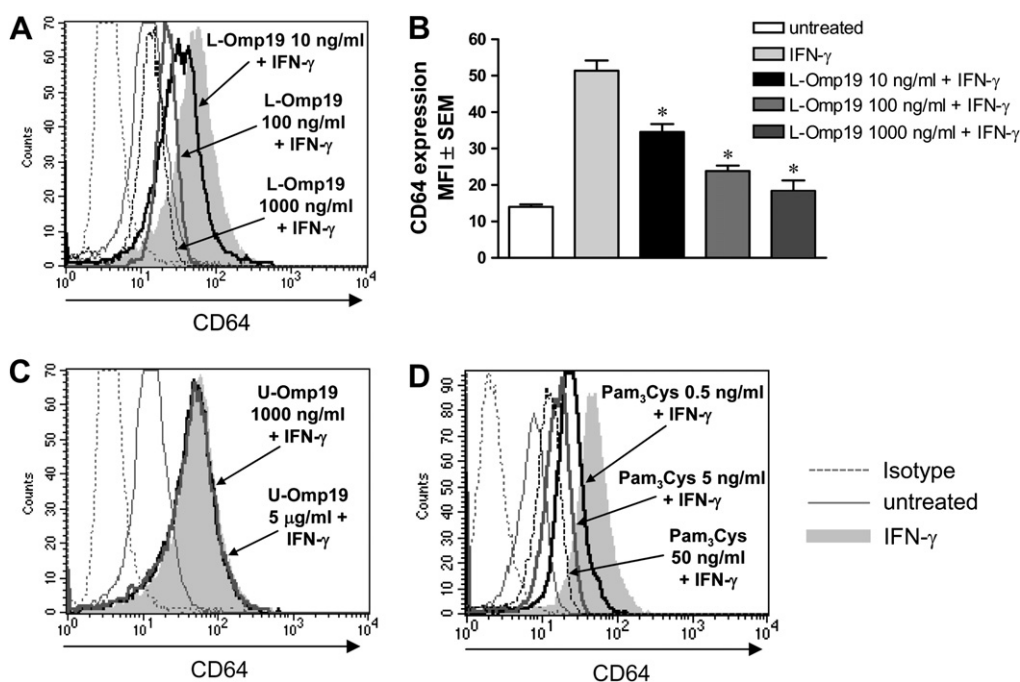 A
70
60
50
40
30
20
10
0
Counts
L-Omp19 10 ng/ml
+ IFN-γ
L-Omp19
100 ng/ml
+ IFN-γ
L-Omp19
1000 ng/ml
+ IFN-γ
10⁰ 10¹ 10² 10³ 10⁴
CD64
B
CD64 expression
MFI ± SEM
60
50
40
30
20
10
0
*
*
*
untreated
IFN-γ
L-Omp19 10 ng/ml + IFN-γ
L-Omp19 100 ng/ml + IFN-γ
L-Omp19 1000 ng/ml + IFN-γ
C
70
60
50
40
30
20
10
0
Counts
U-Omp19
1000 ng/ml
+ IFN-γ
U-Omp19
5 μg/ml +
IFN-γ
10⁰ 10¹ 10² 10³ 10⁴
CD64
D
90
80
70
60
50
40
30
20
10
0
Counts
Pam₃Cys 0.5 ng/ml
+ IFN-γ
Pam₃Cys 5 ng/ml
+ IFN-γ
Pam₃Cys
50 ng/ml
+ IFN-γ
10⁰ 10¹ 10² 10³ 10⁴
CD64
Isotype
untreated
IFN-γ